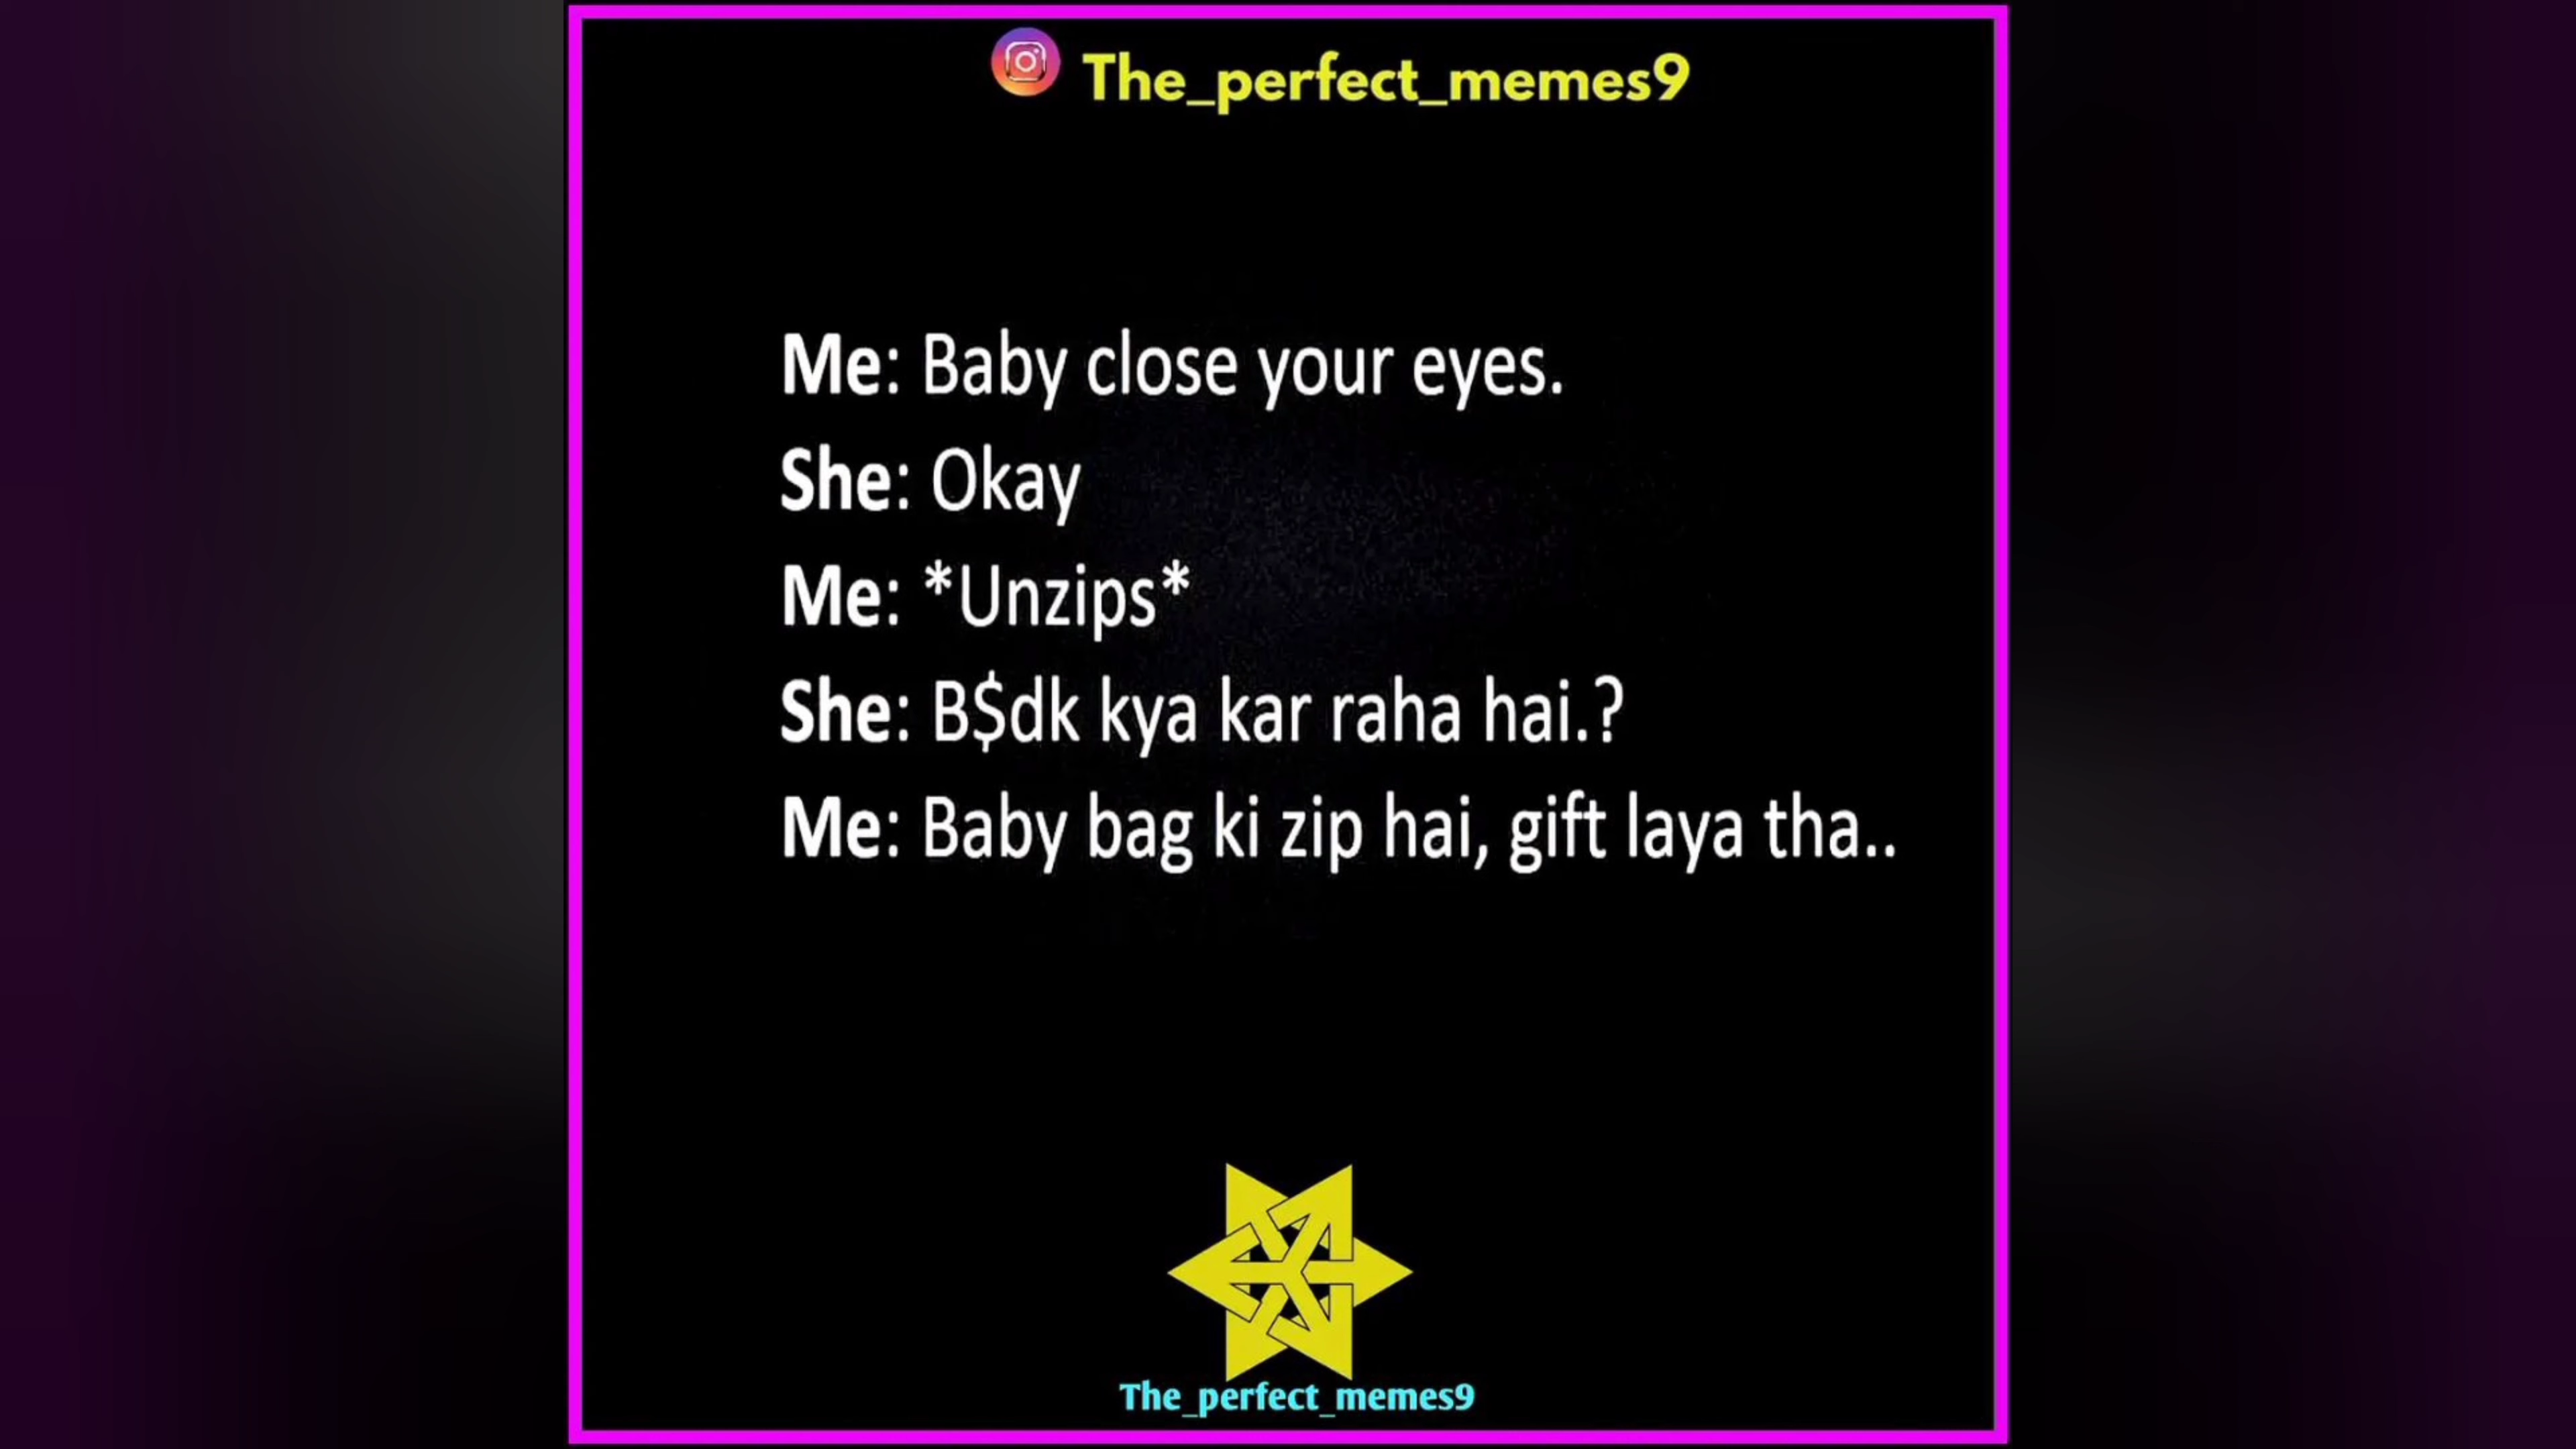 The_perfect_memes9
Me: Baby close your eyes.
She: Okay
Me: *Unzips*
She: B$dk kya kar raha hai.?
Me: Baby bag ki zip hai, gift laya tha..
The_perfect_memes9